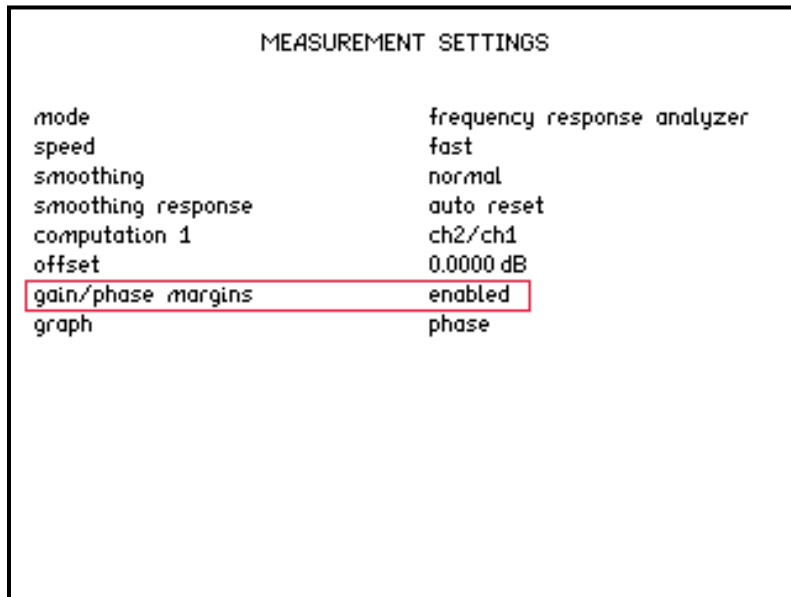 MEASUREMENT SETTINGS
mode frequency response analyzer
speed fast
smoothing normal
smoothing response auto reset
computation 1 ch2/ch1
offset 0.0000 dB
gain/phase margins enabled
graph phase